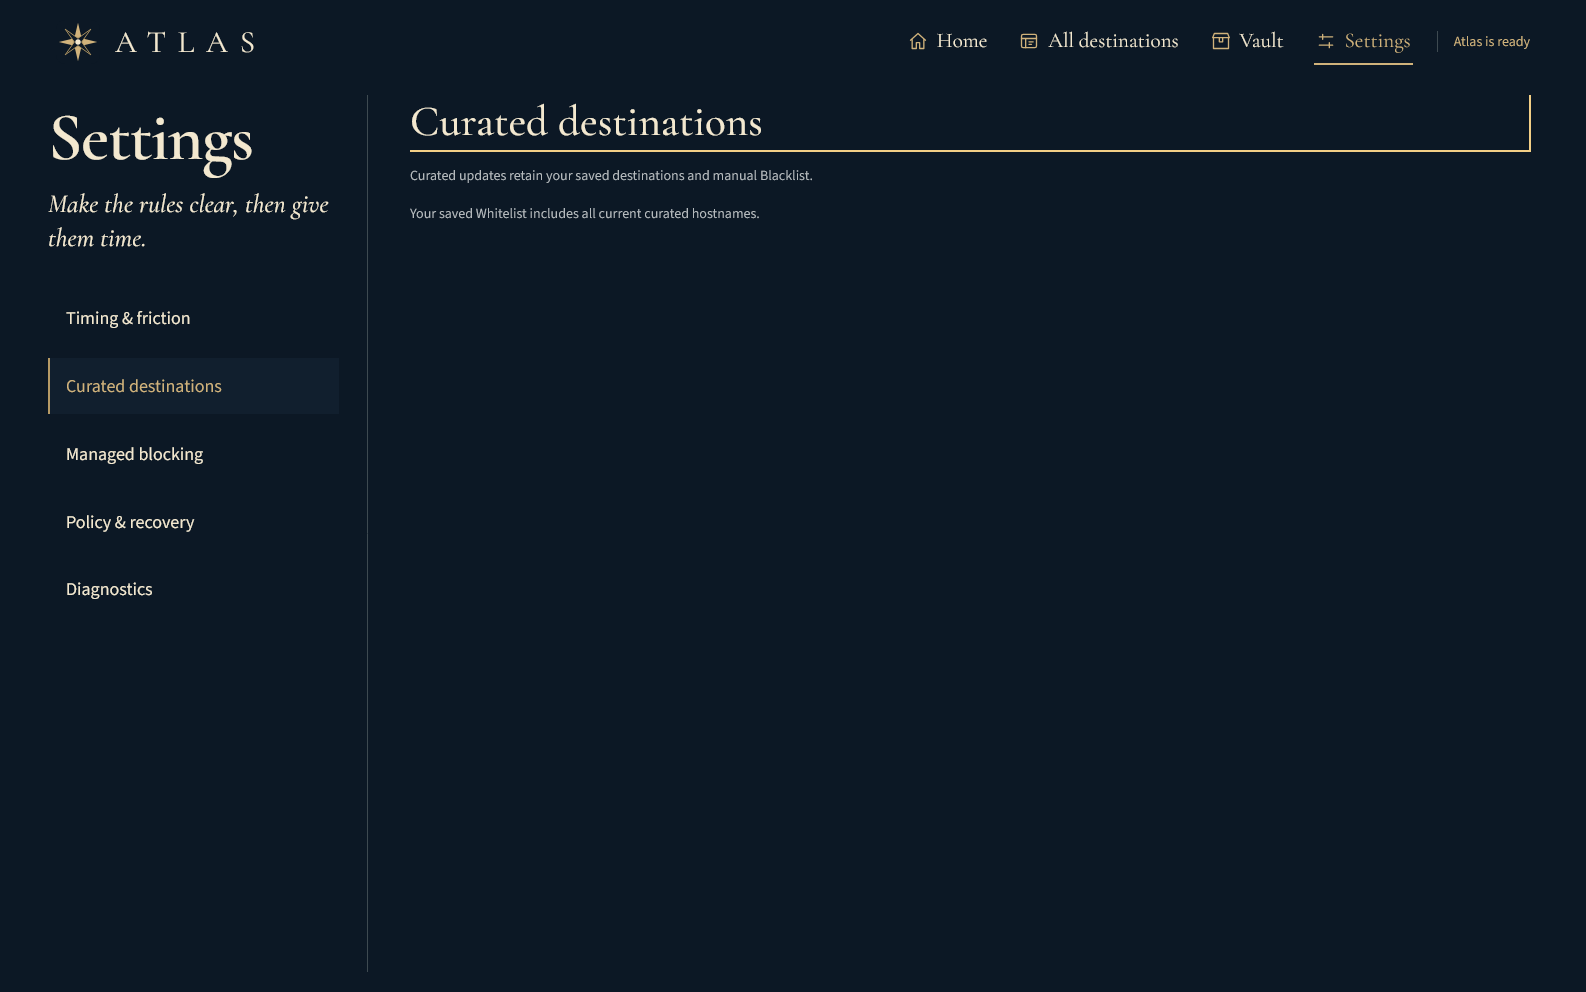 ATLAS
Home
All destinations
Vault
Settings
Atlas is ready
Settings
Make the rules clear, then give
them time.
Timing & friction
Curated destinations
Managed blocking
Policy & recovery
Diagnostics
Curated destinations
Curated updates retain your saved destinations and manual Blacklist.
Your saved Whitelist includes all current curated hostnames.